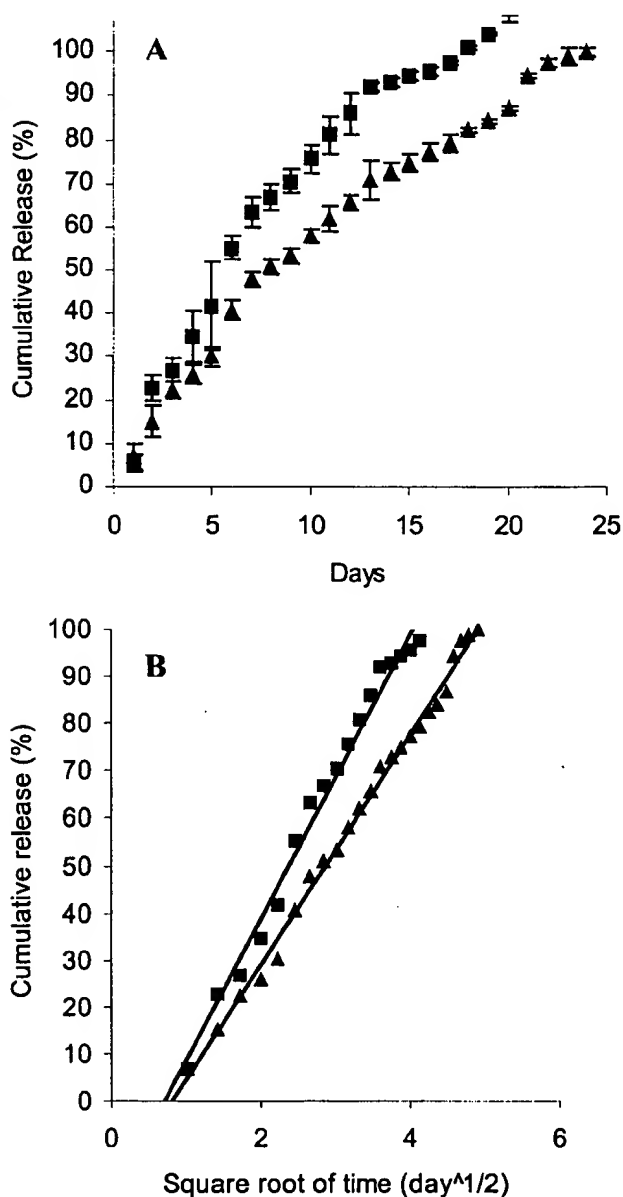 A
100
90
80
70
60
50
40
30
20
10
0
Cumulative Release (%)
0 5 10 15 20 25
Days
B
100
90
80
70
60
50
40
30
20
10
0
Cumulative release (%)
0 2 4 6
Square root of time (day^1/2)